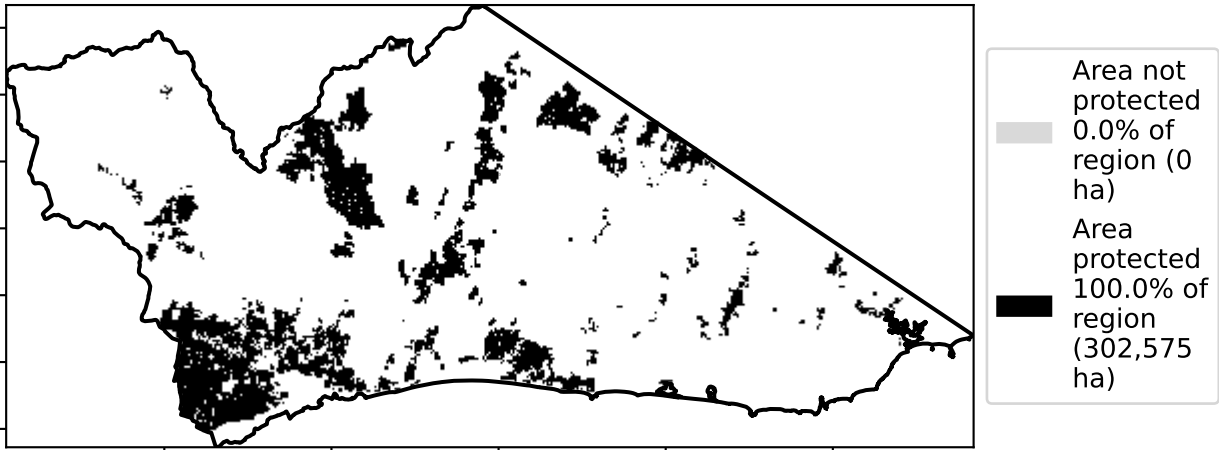 Area not
protected
0.0% of
region (0
ha)
Area
protected
100.0% of
region
(302,575
ha)